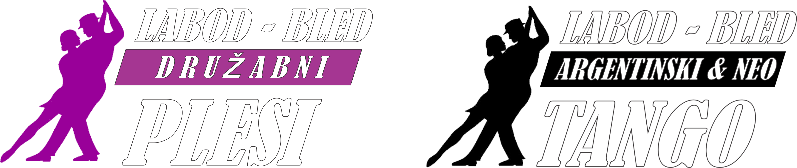 LABOD - BLED
DRUŽABNI
PLESI
LABOD - BLED
ARGENTINSKI & NEO
TANGO